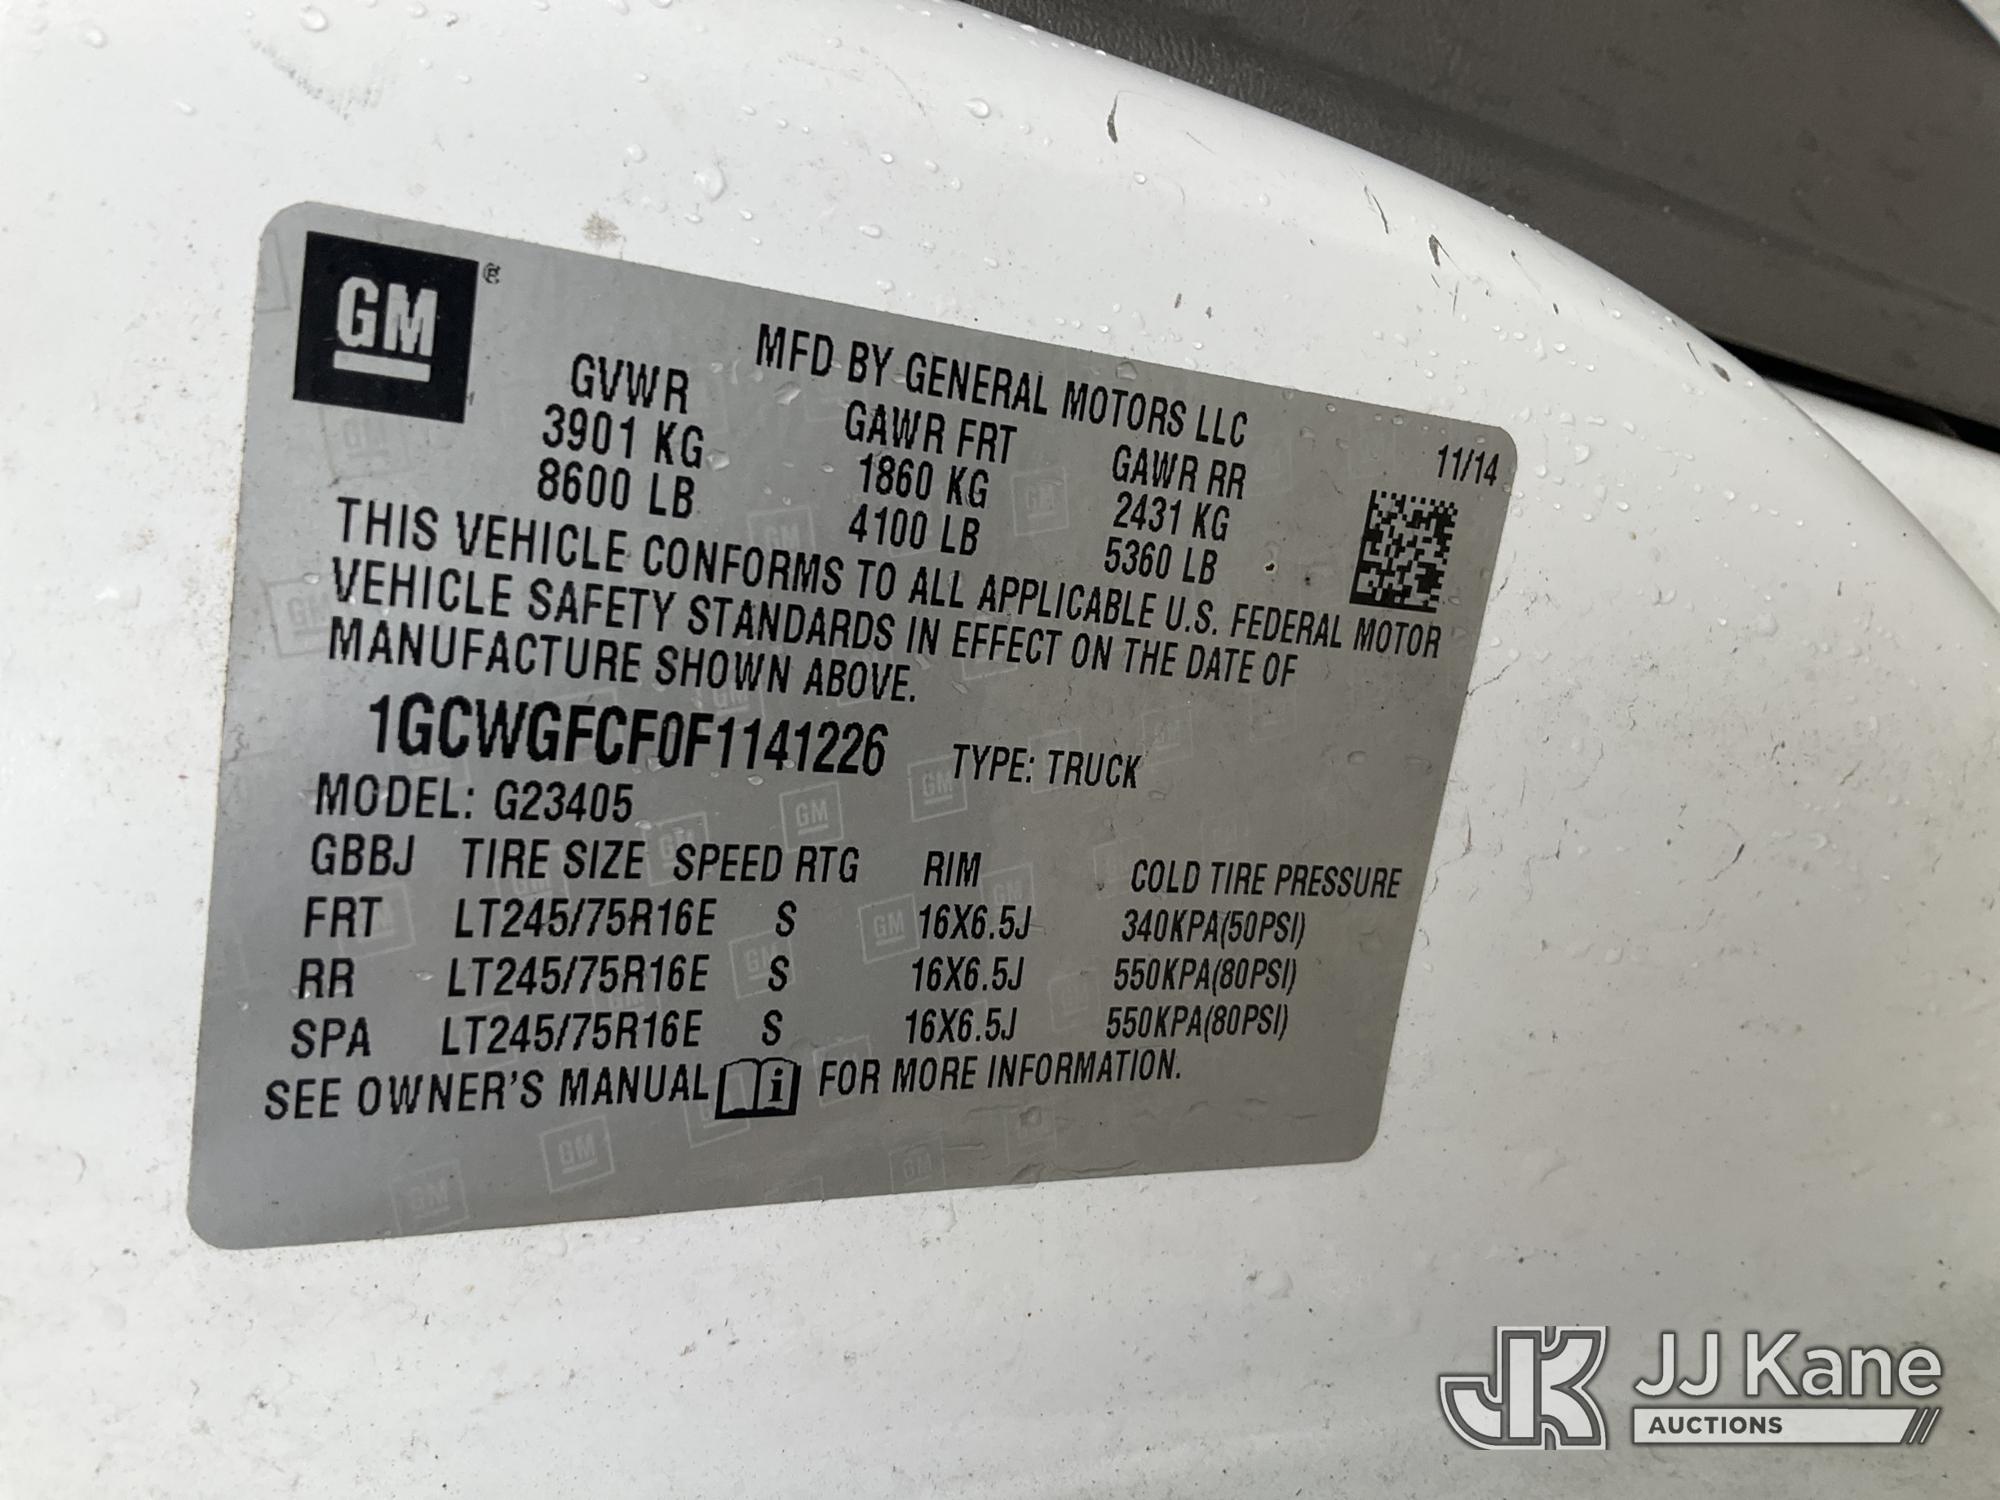 GM ®
MFD BY GENERAL MOTORS LLC
GVWR GAWR FRT GAWR RR 11/14
3901 KG 1860 KG 2431 KG
8600 LB 4100 LB 5360 LB
THIS VEHICLE CONFORMS TO ALL APPLICABLE U.S. FEDERAL MOTOR
VEHICLE SAFETY STANDARDS IN EFFECT ON THE DATE OF
MANUFACTURE SHOWN ABOVE.
1GCWGFCF0F1141226 TYPE: TRUCK
MODEL: G23405
GBBJ TIRE SIZE SPEED RTG RIM COLD TIRE PRESSURE
FRT LT245/75R16E S 16X6.5J 340KPA(50PSI)
RR LT245/75R16E S 16X6.5J 550KPA(80PSI)
SPA LT245/75R16E S 16X6.5J 550KPA(80PSI)
SEE OWNER'S MANUAL i FOR MORE INFORMATION.
JK JJ Kane
AUCTIONS